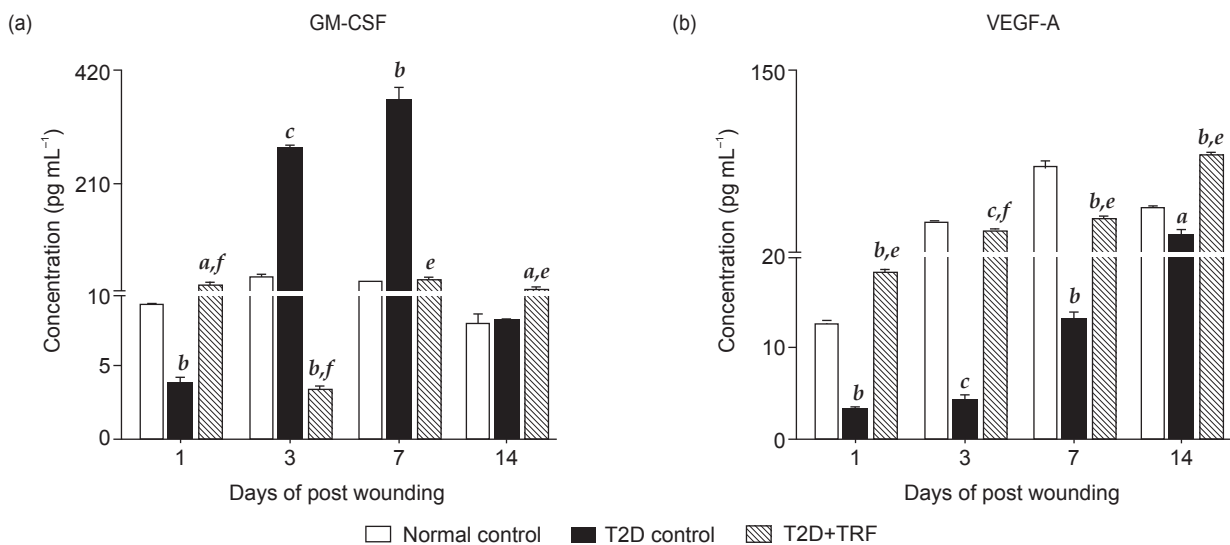 (a)
GM-CSF
Concentration (pg mL⁻¹)
420
210
10
5
0
b
a,f
c
b,f
b
e
a,e
1 3 7 14
Days of post wounding
(b)
VEGF-A
Concentration (pg mL⁻¹)
150
20
10
0
b
b,e
c
c,f
b
b,e
a
b,e
1 3 7 14
Days of post wounding
Normal control T2D control T2D+TRF